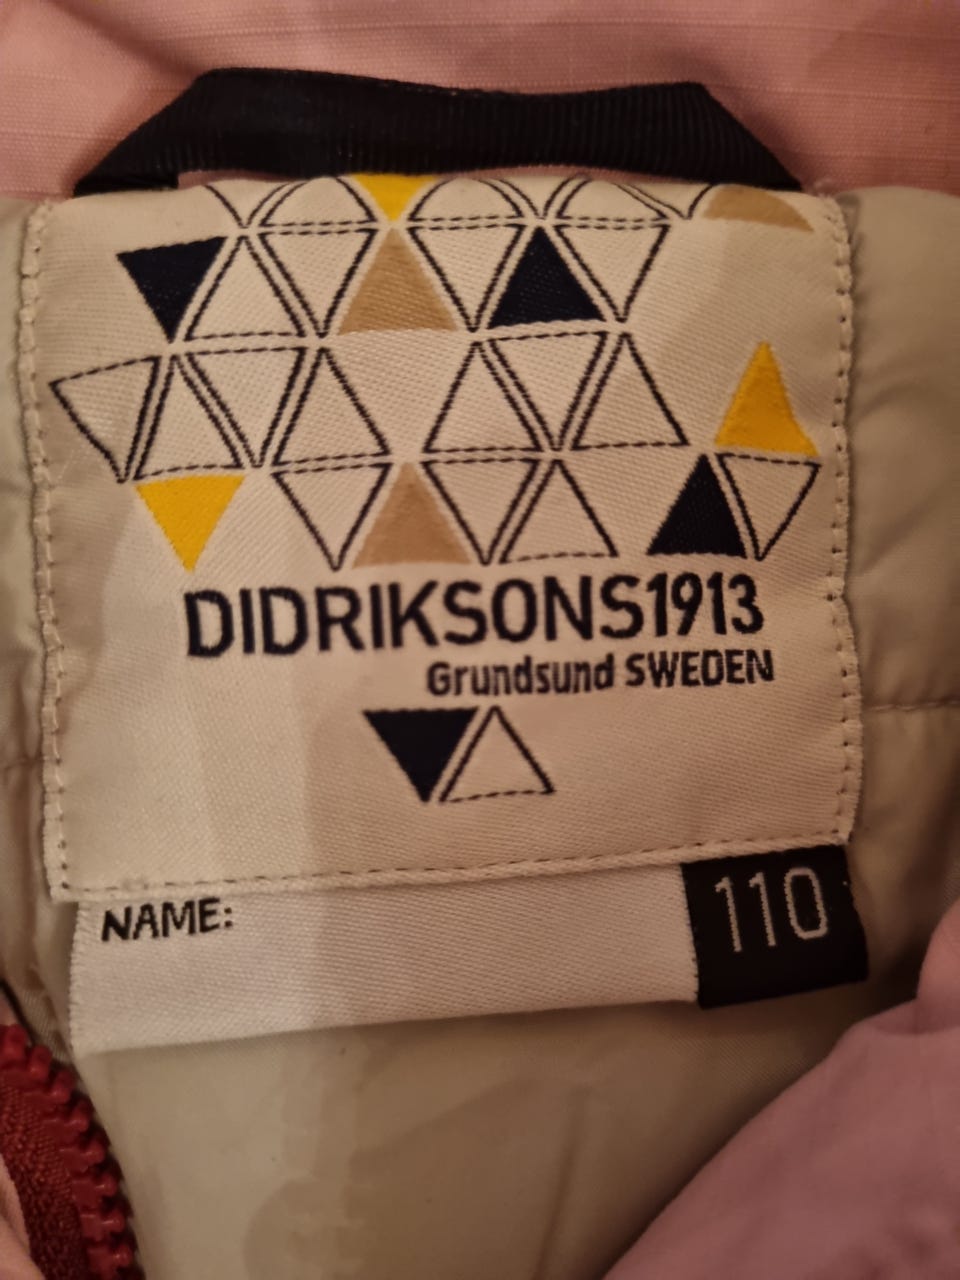 DIDRIKSONS1913
Grundsund SWEDEN
NAME:
110